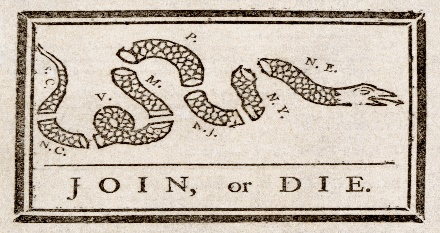 P.
N. E.
S. C.
M.
V.
N. Y.
N. J.
N. C.
JOIN, or DIE.